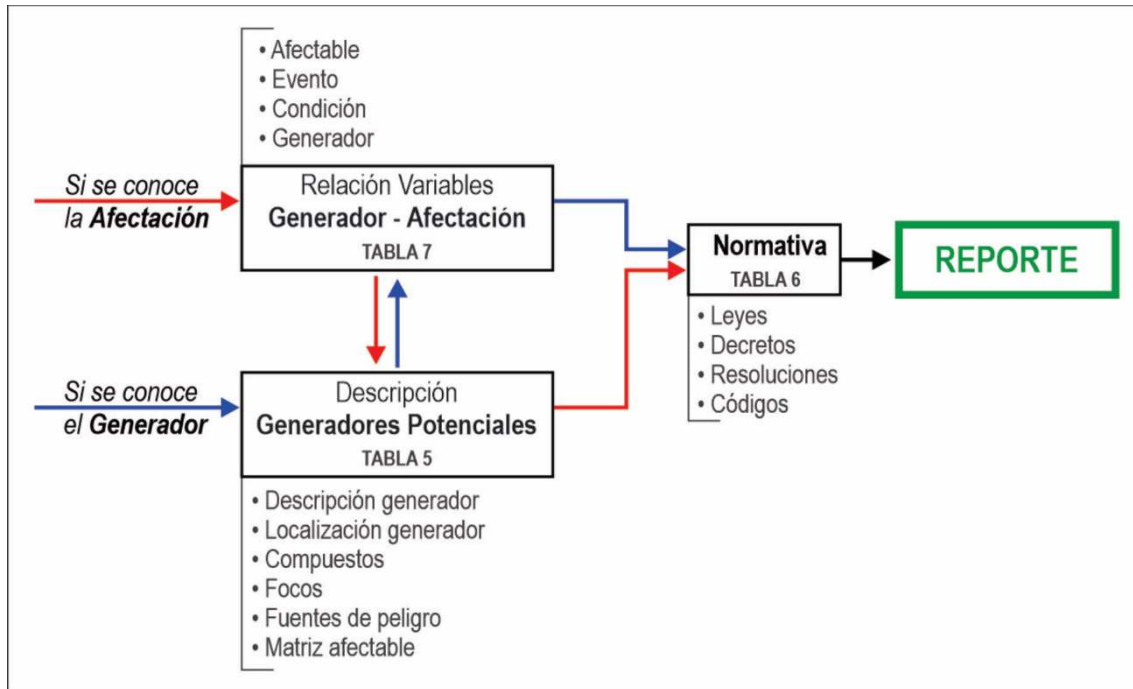 • Afectable
• Evento
• Condición
• Generador
Si se conoce
la Afectación
Relación Variables
Generador - Afectación
TABLA 7
Normativa
TABLA 6
REPORTE
• Leyes
• Decretos
• Resoluciones
• Códigos
Si se conoce
el Generador
Descripción
Generadores Potenciales
TABLA 5
• Descripción generador
• Localización generador
• Compuestos
• Focos
• Fuentes de peligro
• Matriz afectable